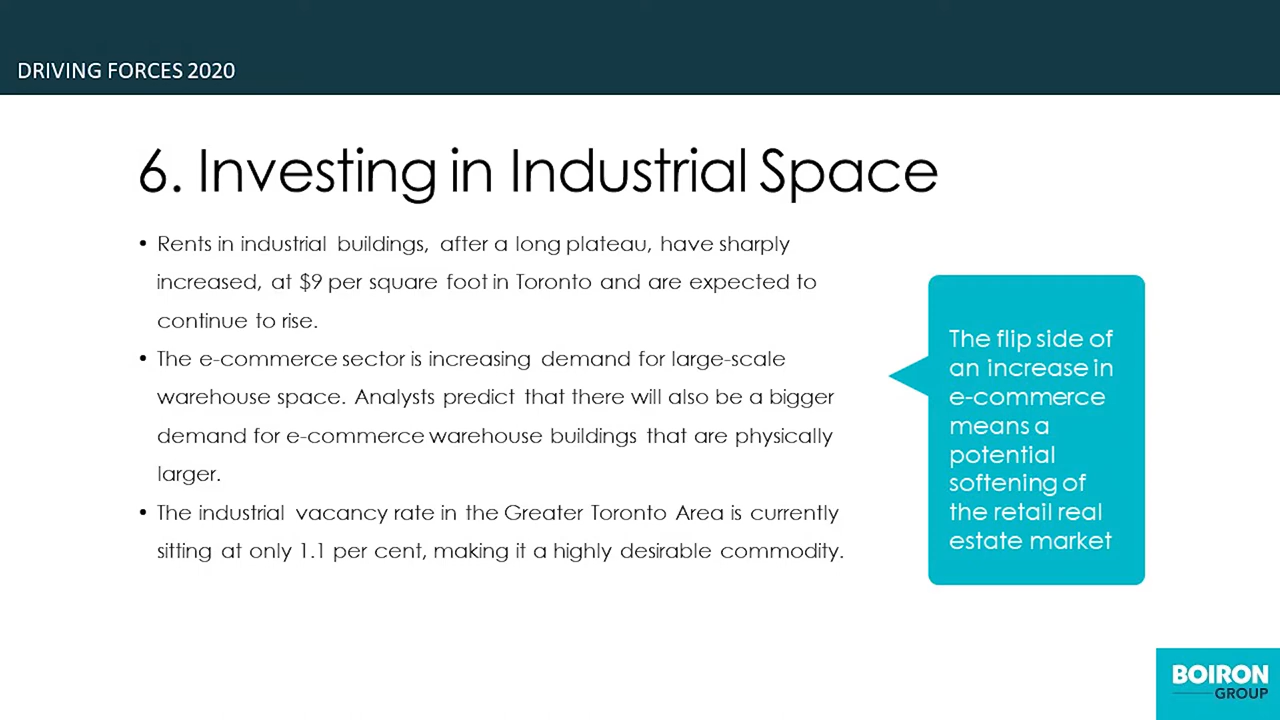 DRIVING FORCES 2020
6. Investing in Industrial Space
• Rents in industrial buildings, after a long plateau, have sharply
increased, at $9 per square foot in Toronto and are expected to
continue to rise.
• The e-commerce sector is increasing demand for large-scale
warehouse space. Analysts predict that there will also be a bigger
demand for e-commerce warehouse buildings that are physically
larger.
• The industrial vacancy rate in the Greater Toronto Area is currently
sitting at only 1.1 per cent, making it a highly desirable commodity.
The flip side of
an increase in
e-commerce
means a
potential
softening of
the retail real
estate market
BOIRON
GROUP